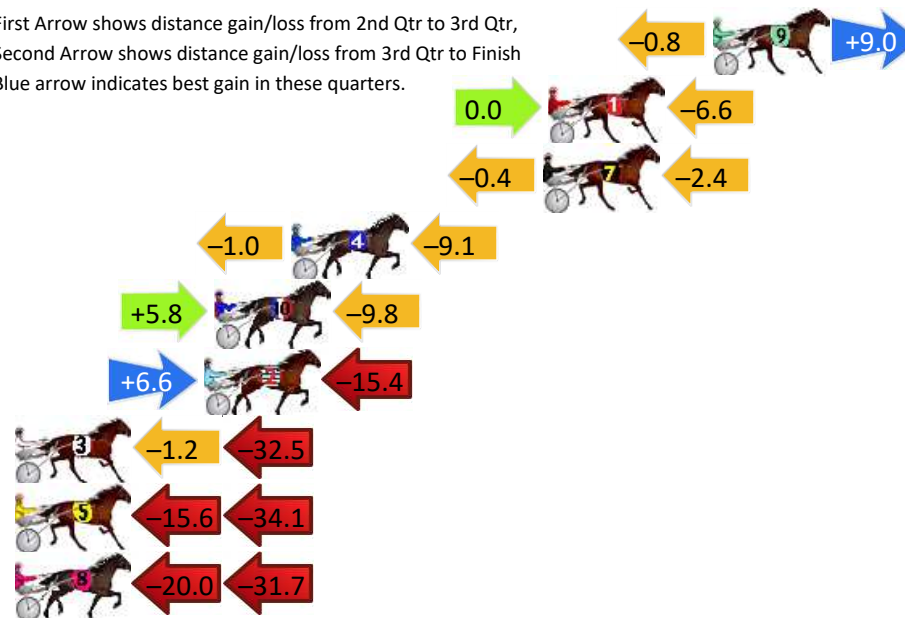 First Arrow shows distance gain/loss from 2nd Qtr to 3rd Qtr,
Second Arrow shows distance gain/loss from 3rd Qtr to Finish
Blue arrow indicates best gain in these quarters.
–0.8 9 +9.0
0.0 1 –6.6
–0.4 7 –2.4
–1.0 4 –9.1
+5.8 10 –9.8
+6.6 2 –15.4
3 –1.2 –32.5
5 –15.6 –34.1
8 –20.0 –31.7